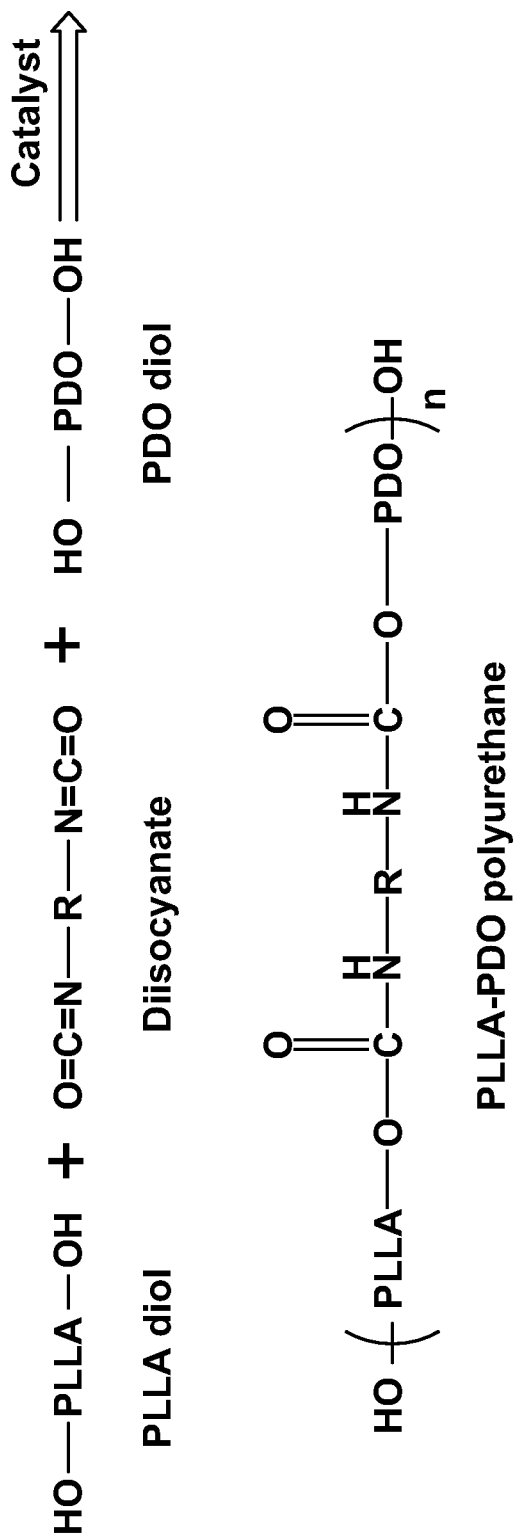 Catalyst
HO—PLLA—OH + O=C=N—R—N=C=O + HO—PDO—OH
PLLA diol Diisocyanate PDO diol
O O
H H
HO—(PLLA—O—C—N—R—N—C—O—PDO)—OH
n
PLLA-PDO polyurethane